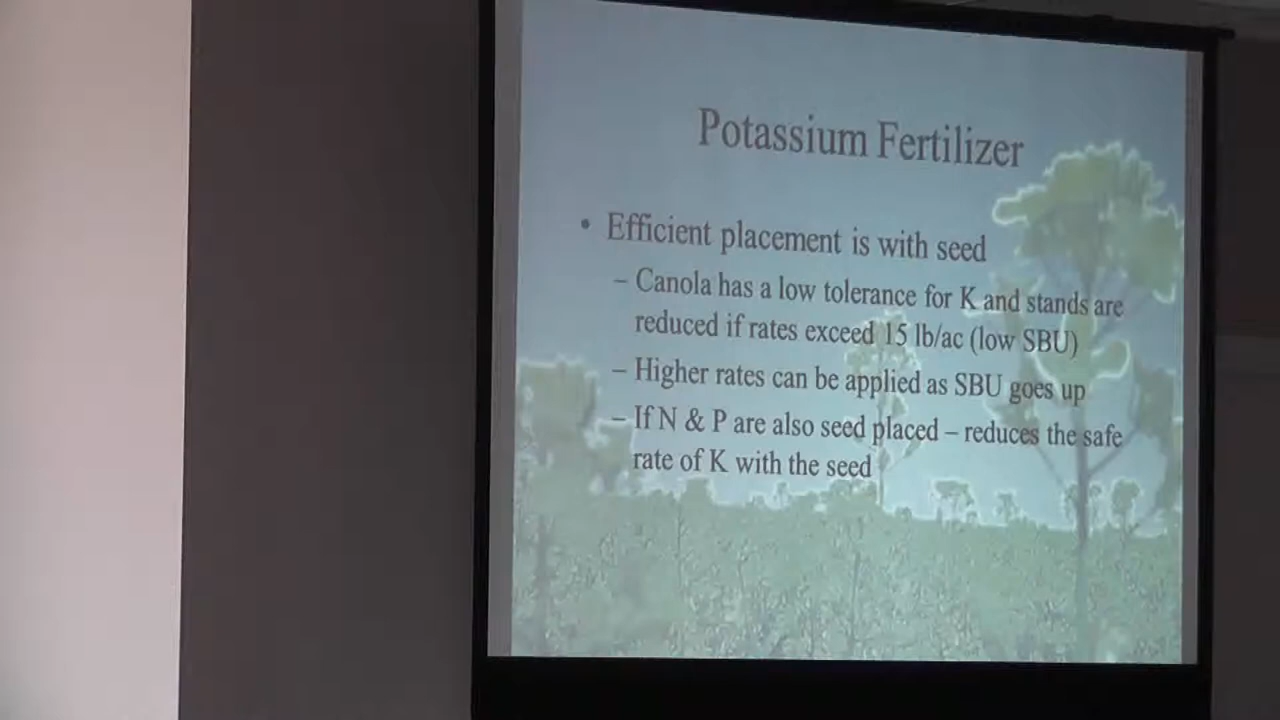 Potassium Fertilizer
• Efficient placement is with seed
– Canola has a low tolerance for K and stands are
reduced if rates exceed 15 lb/ac (low SBU)
– Higher rates can be applied as SBU goes up
– If N & P are also seed placed – reduces the safe
rate of K with the seed